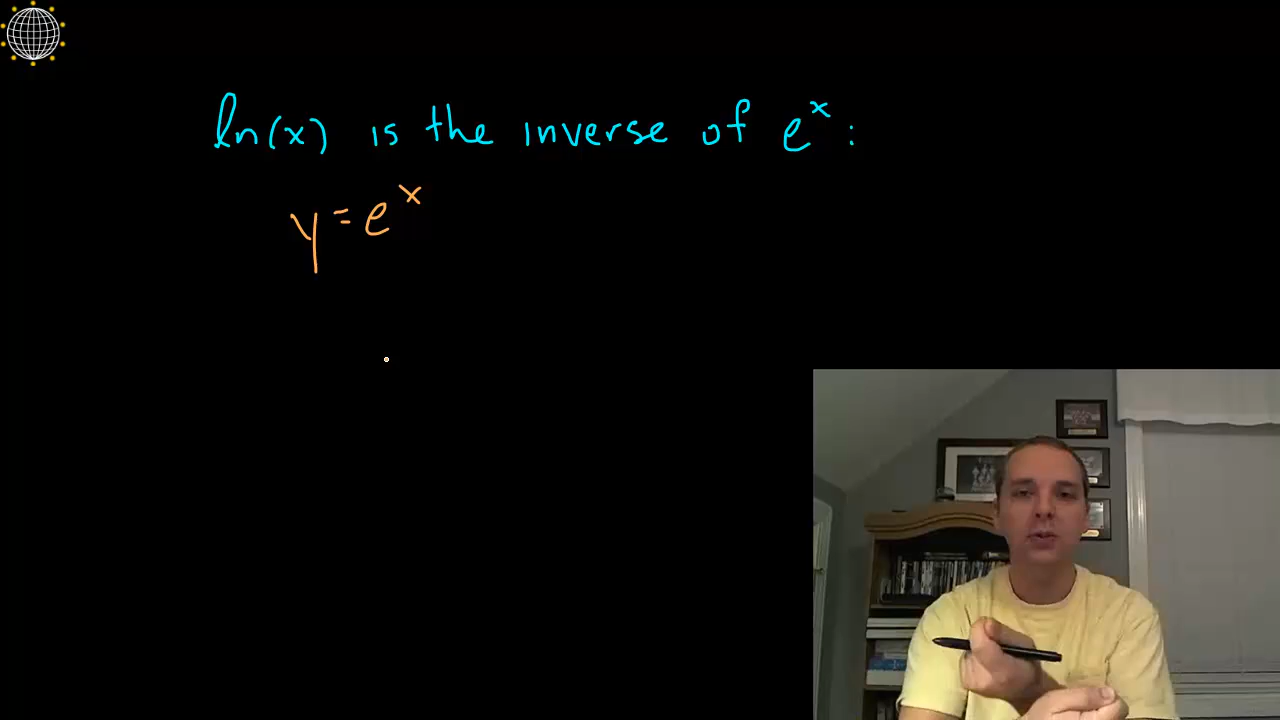 ln(x) is the inverse of e^x :
y = e^x